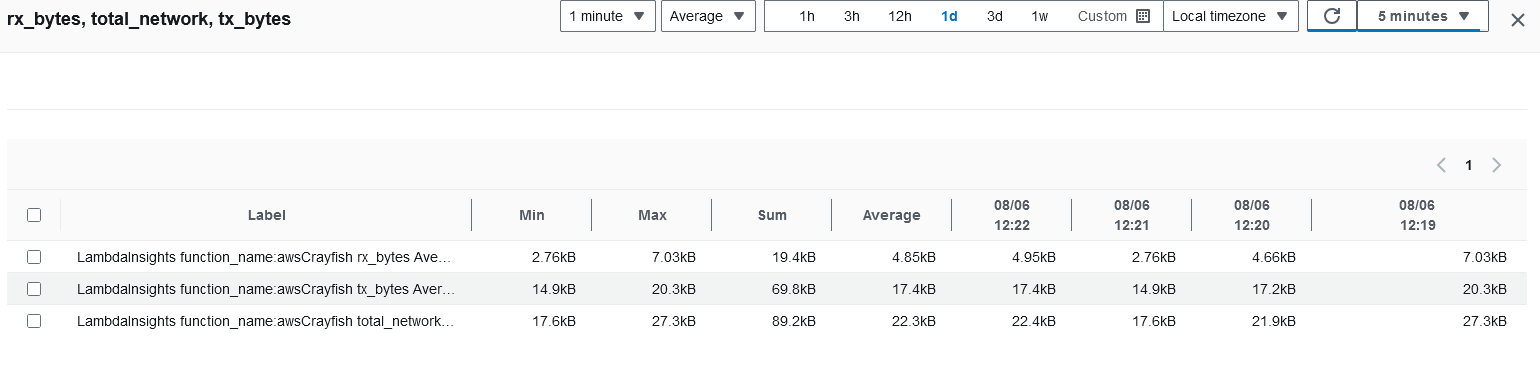 rx_bytes, total_network, tx_bytes 1 minute Average 1h 3h 12h 1d 3d 1w Custom Local timezone 5 minutes
1
Label Min Max Sum Average 08/06 12:22 08/06 12:21 08/06 12:20 08/06 12:19
LambdaInsights function_name:awsCrayfish rx_bytes Ave… 2.76kB 7.03kB 19.4kB 4.85kB 4.95kB 2.76kB 4.66kB 7.03kB
LambdaInsights function_name:awsCrayfish tx_bytes Aver… 14.9kB 20.3kB 69.8kB 17.4kB 17.4kB 14.9kB 17.2kB 20.3kB
LambdaInsights function_name:awsCrayfish total_network… 17.6kB 27.3kB 89.2kB 22.3kB 22.4kB 17.6kB 21.9kB 27.3kB